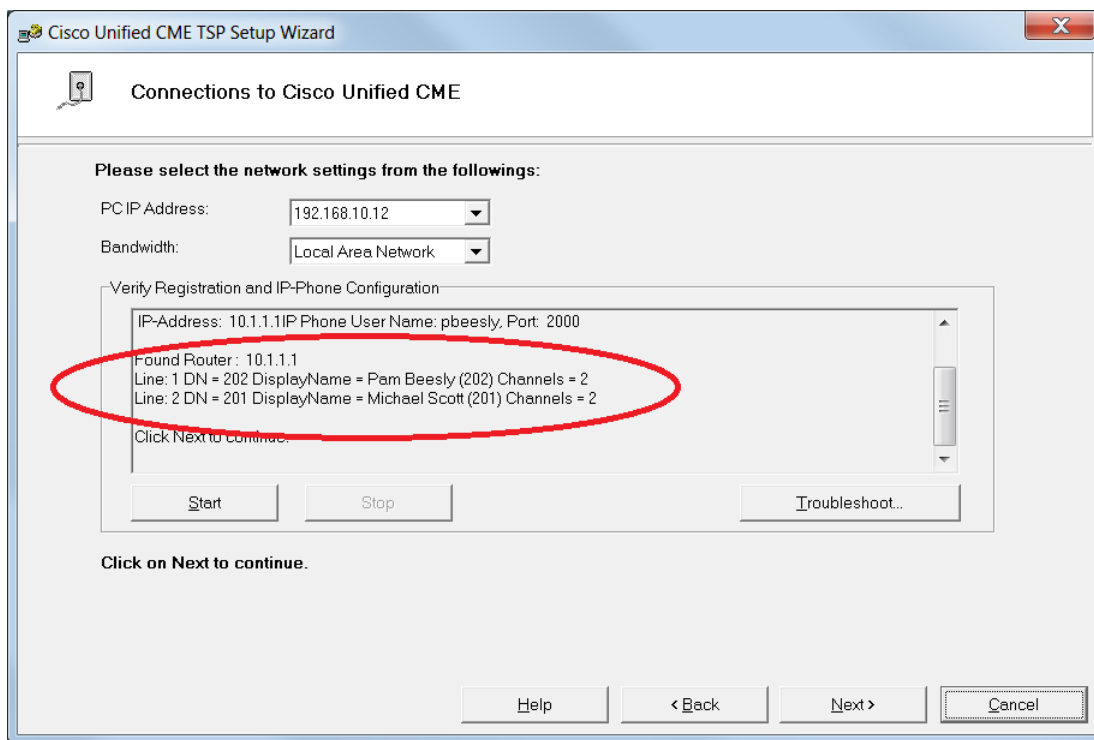 Cisco Unified CME TSP Setup Wizard
X
Connections to Cisco Unified CME
Please select the network settings from the followings:
PC IP Address:
192.168.10.12
Bandwidth:
Local Area Network
Verify Registration and IP-Phone Configuration
IP-Address: 10.1.1.1IP Phone User Name: pbeesly, Port: 2000
Found Router : 10.1.1.1
Line: 1 DN = 202 DisplayName = Pam Beesly (202) Channels = 2
Line: 2 DN = 201 DisplayName = Michael Scott (201) Channels = 2
Click Next to continue.
Start
Stop
Troubleshoot...
Click on Next to continue.
Help
< Back
Next >
Cancel